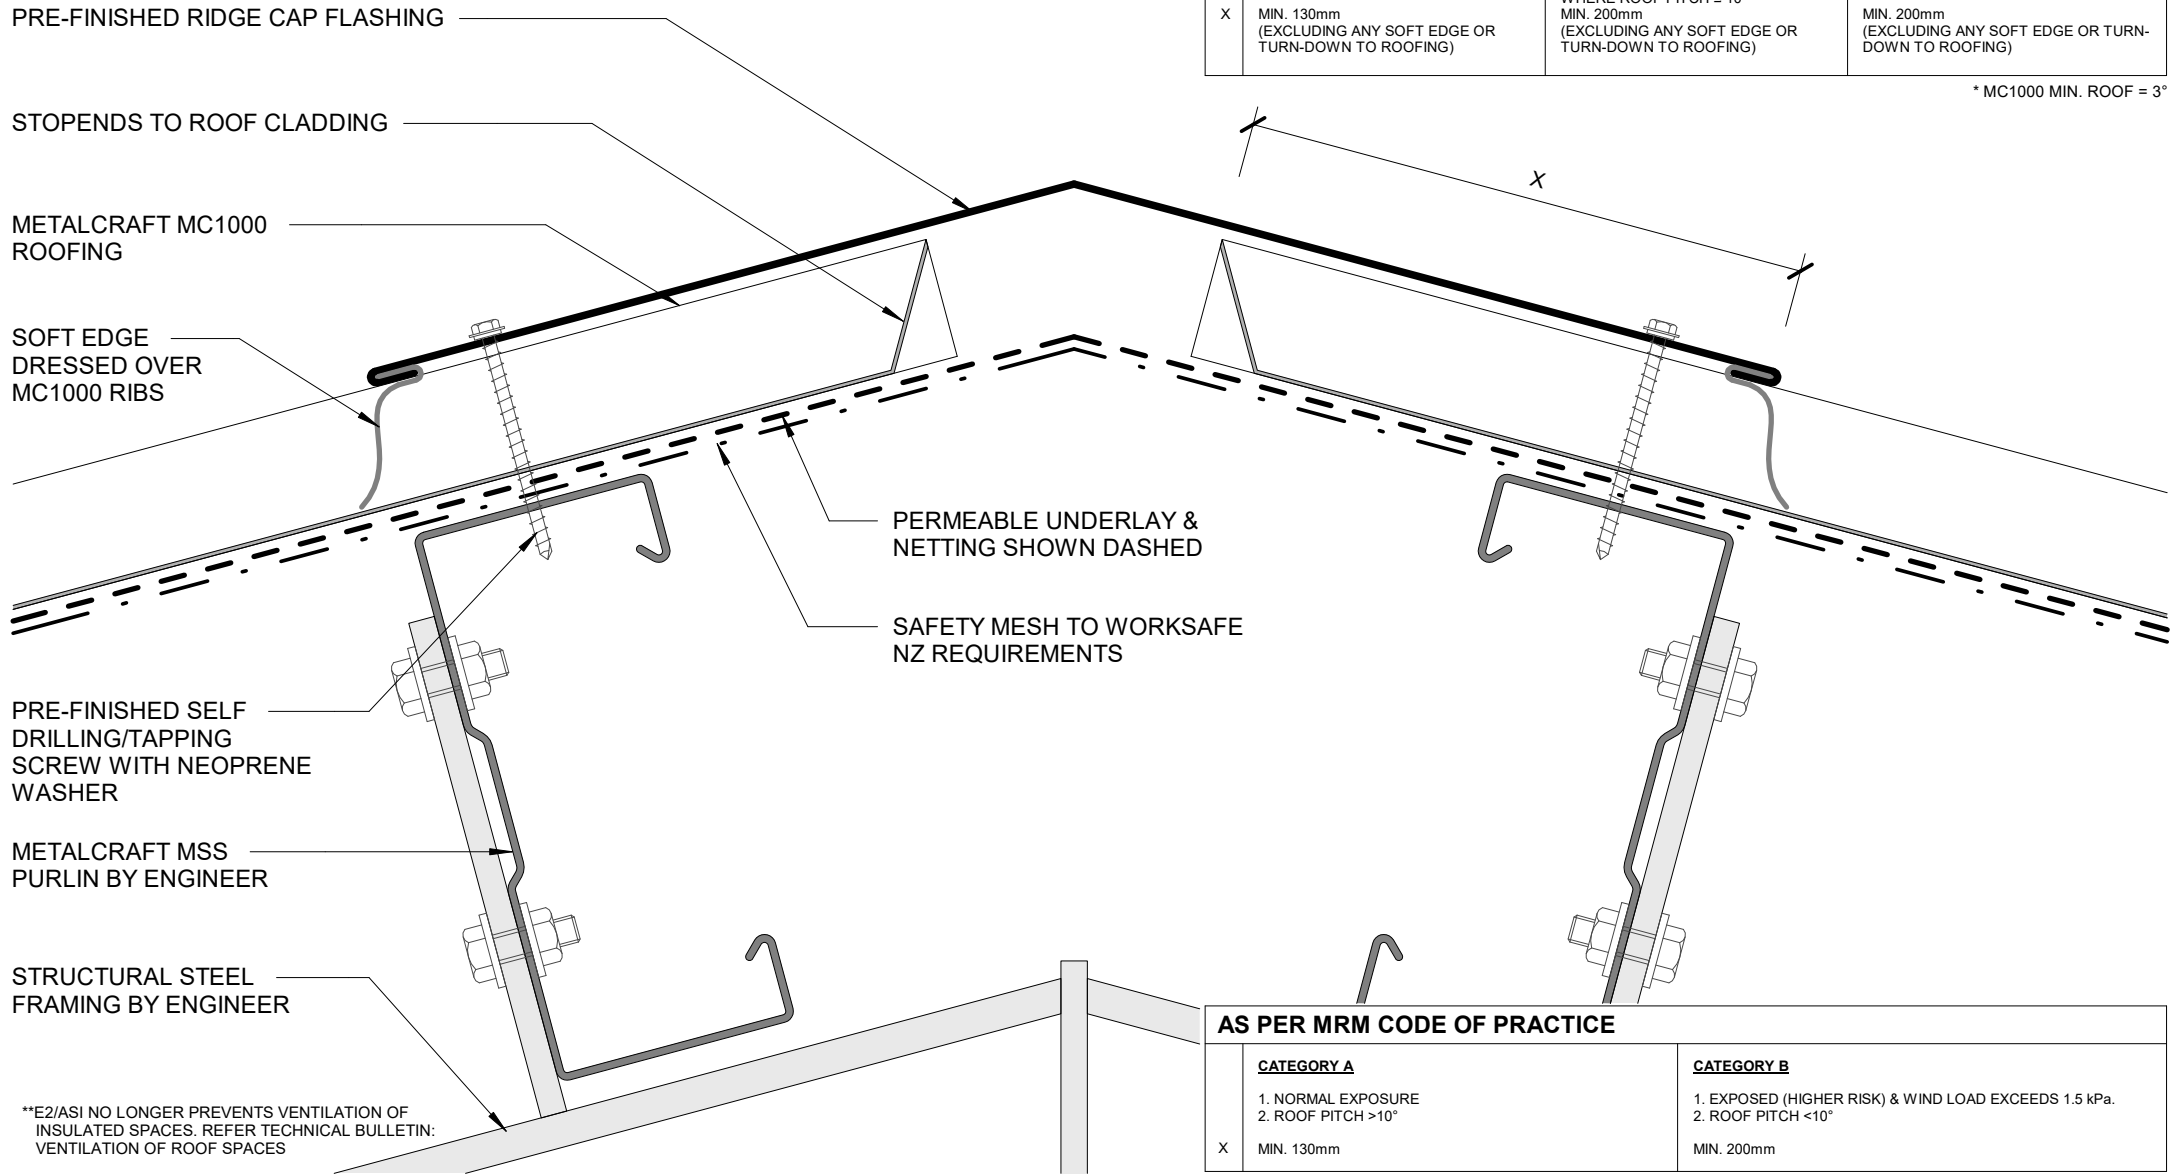 PRE-FINISHED RIDGE CAP FLASHING
STOPENDS TO ROOF CLADDING
METALCRAFT MC1000
ROOFING
SOFT EDGE
DRESSED OVER
MC1000 RIBS
PRE-FINISHED SELF
DRILLING/TAPPING
SCREW WITH NEOPRENE
WASHER
METALCRAFT MSS
PURLIN BY ENGINEER
STRUCTURAL STEEL
FRAMING BY ENGINEER
**E2/ASI NO LONGER PREVENTS VENTILATION OF
INSULATED SPACES. REFER TECHNICAL BULLETIN:
VENTILATION OF ROOF SPACES
PERMEABLE UNDERLAY &
NETTING SHOWN DASHED
SAFETY MESH TO WORKSAFE
NZ REQUIREMENTS
X
MIN. 130mm
(EXCLUDING ANY SOFT EDGE OR
TURN-DOWN TO ROOFING)
WHERE ROOF PITCH
MIN. 200mm
(EXCLUDING ANY SOFT EDGE OR
TURN-DOWN TO ROOFING)
MIN. 200mm
(EXCLUDING ANY SOFT EDGE OR TURN-
DOWN TO ROOFING)
* MC1000 MIN. ROOF = 3°
X
AS PER MRM CODE OF PRACTICE
CATEGORY A
1. NORMAL EXPOSURE
2. ROOF PITCH >10°
X MIN. 130mm
CATEGORY B
1. EXPOSED (HIGHER RISK) & WIND LOAD EXCEEDS 1.5 kPa.
2. ROOF PITCH <10°
MIN. 200mm